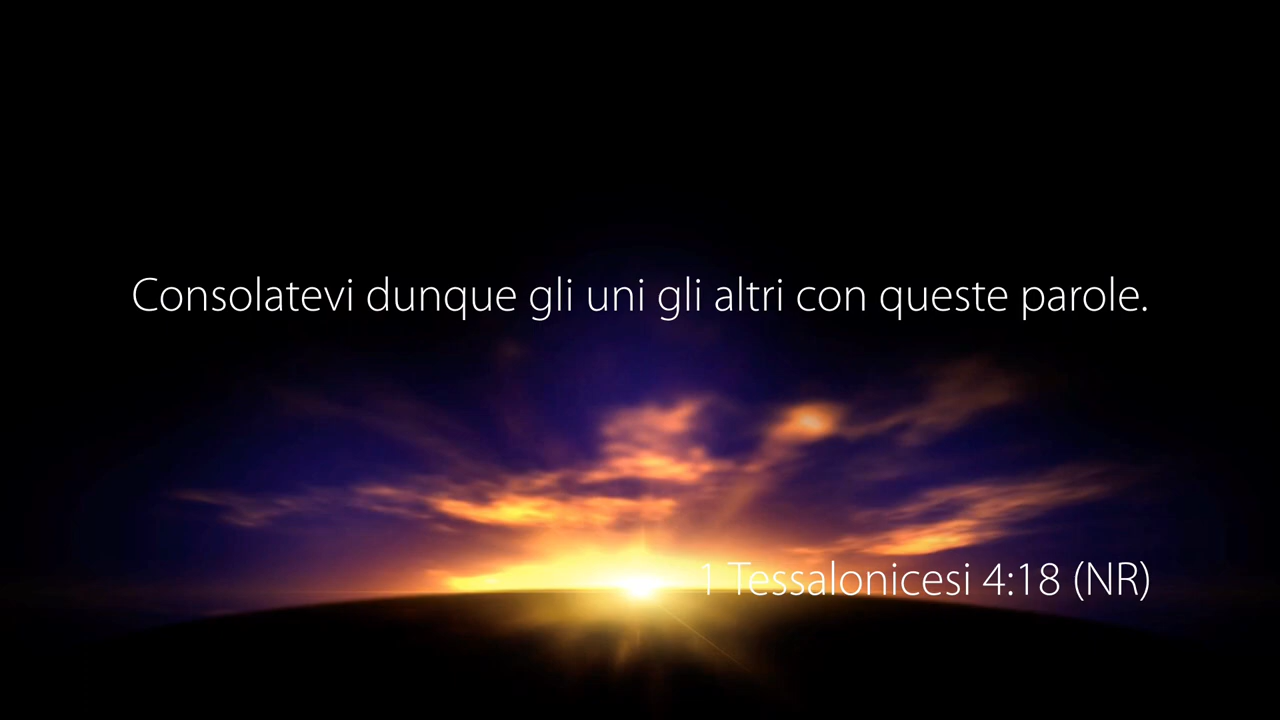 Consolatevi dunque gli uni gli altri con queste parole.
1 Tessalonicesi 4:18 (NR)